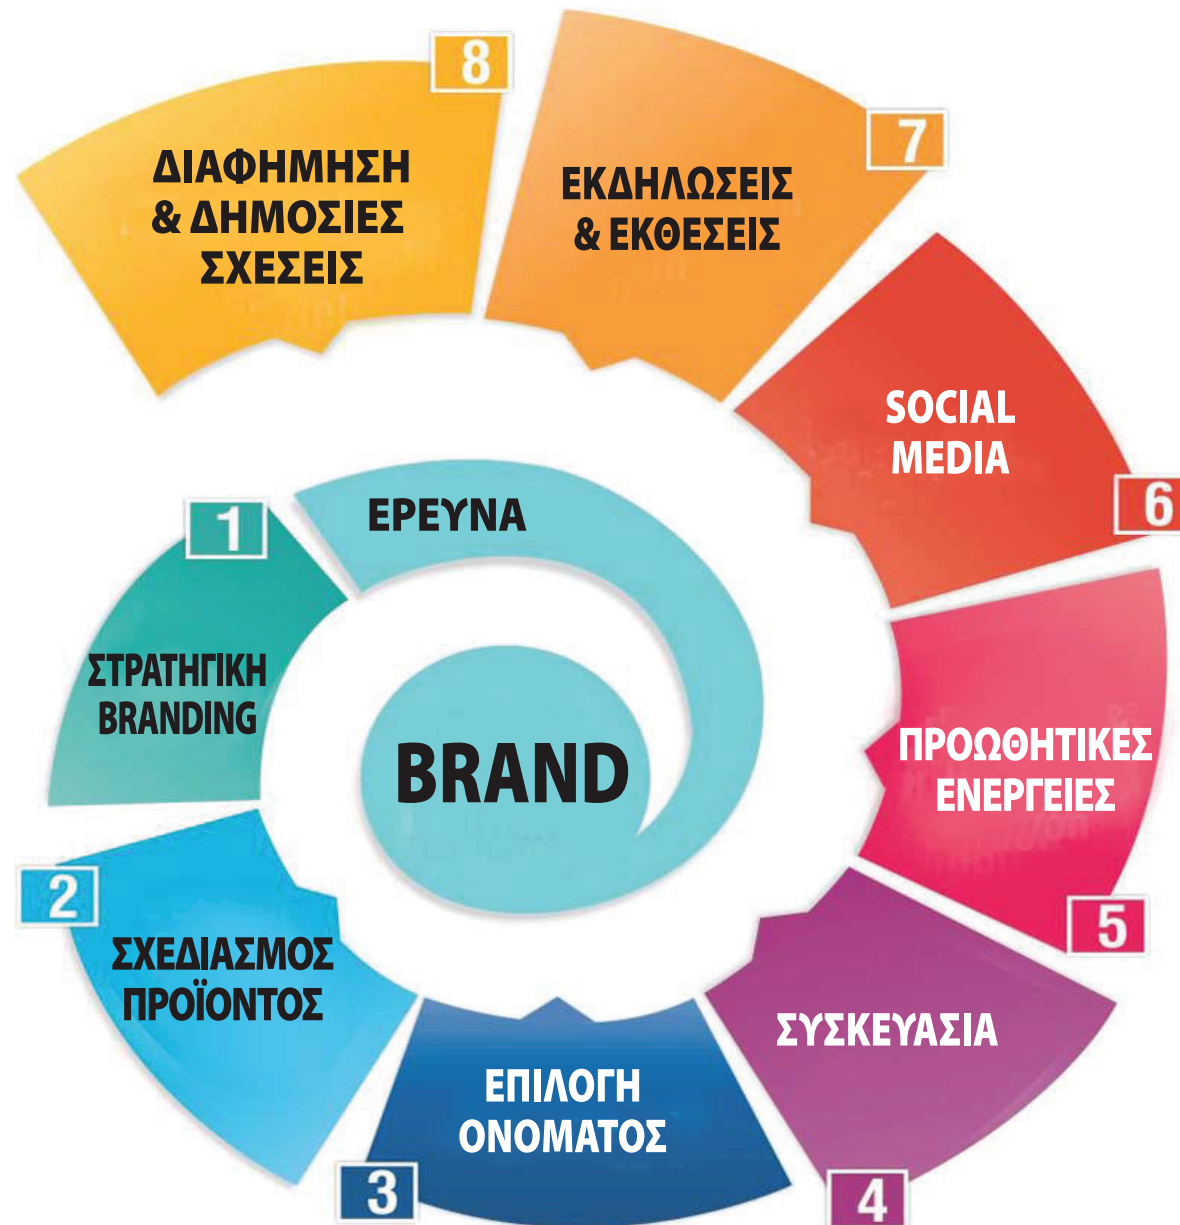 BRAND
ΕΡΕΥΝΑ
1
ΣΤΡΑΤΗΓΙΚΗ
BRANDING
2
ΣΧΕΔΙΑΣΜΟΣ
ΠΡΟΪΟΝΤΟΣ
3
ΕΠΙΛΟΓΗ
ΟΝΟΜΑΤΟΣ
4
ΣΥΣΚΕΥΑΣΙΑ
5
ΠΡΟΩΘΗΤΙΚΕΣ
ΕΝΕΡΓΕΙΕΣ
6
SOCIAL
MEDIA
7
ΕΚΔΗΛΩΣΕΙΣ
& ΕΚΘΕΣΕΙΣ
8
ΔΙΑΦΗΜΗΣΗ
& ΔΗΜΟΣΙΕΣ
ΣΧΕΣΕΙΣ